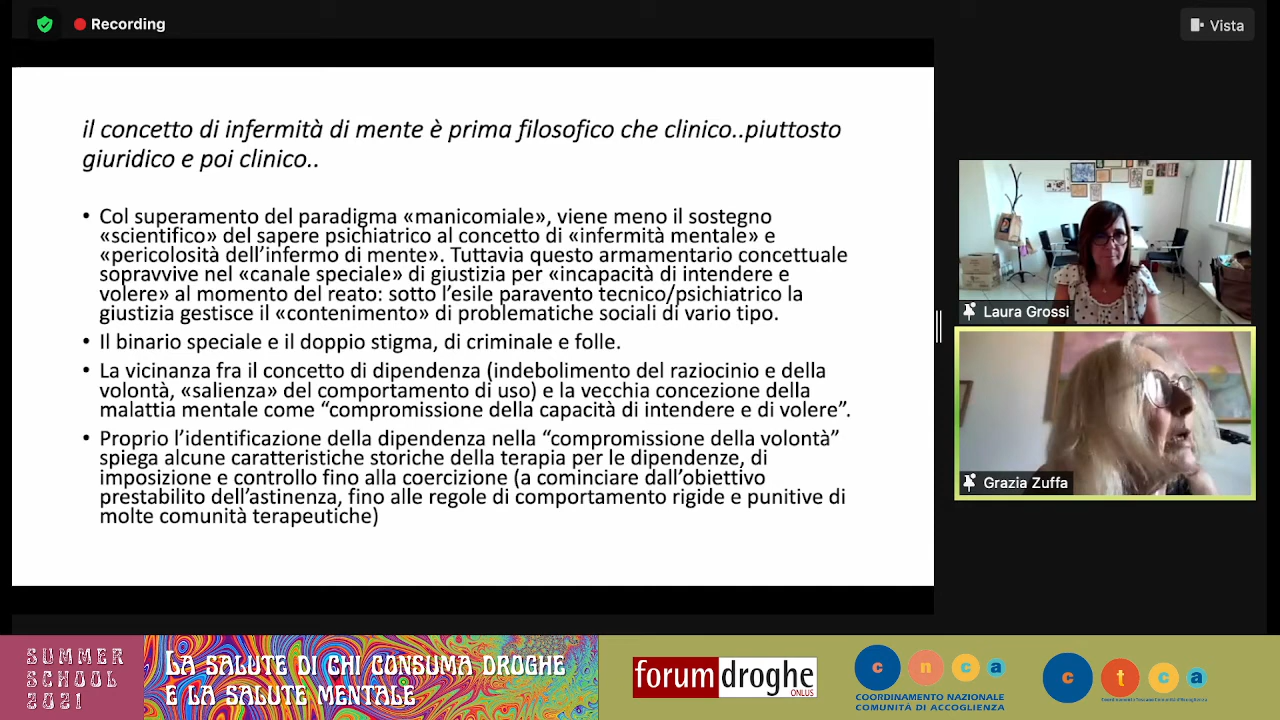 Recording
Vista
il concetto di infermità di mente è prima filosofico che clinico..piuttosto
giuridico e poi clinico..
• Col superamento del paradigma «manicomiale», viene meno il sostegno
«scientifico» del sapere psichiatrico al concetto di «infermità mentale» e
«pericolosità dell’infermo di mente». Tuttavia questo armamentario concettuale
sopravvive nel «canale speciale» di giustizia per «incapacità di intendere e
volere» al momento del reato: sotto l’esile paravento tecnico/psichiatrico la
giustizia gestisce il «contenimento» di problematiche sociali di vario tipo.
• Il binario speciale e il doppio stigma, di criminale e folle.
• La vicinanza fra il concetto di dipendenza (indebolimento del raziocinio e della
volontà, «salienza» del comportamento di uso) e la vecchia concezione della
malattia mentale come “compromissione della capacità di intendere e di volere”.
• Proprio l’identificazione della dipendenza nella “compromissione della volontà”
spiega alcune caratteristiche storiche della terapia per le dipendenze, di
imposizione e controllo fino alla coercizione (a cominciare dall’obiettivo
prestabilito dell’astinenza, fino alle regole di comportamento rigide e punitive di
molte comunità terapeutiche)
Laura Grossi
Grazia Zuffa
SUMMER
SCHOOL
2021
LA SALUTE DI CHI CONSUMA DROGHE
E LA SALUTE MENTALE
forumdroghe
ONLUS
c n c a
COORDINAMENTO NAZIONALE
COMUNITÀ DI ACCOGLIENZA
c t c a